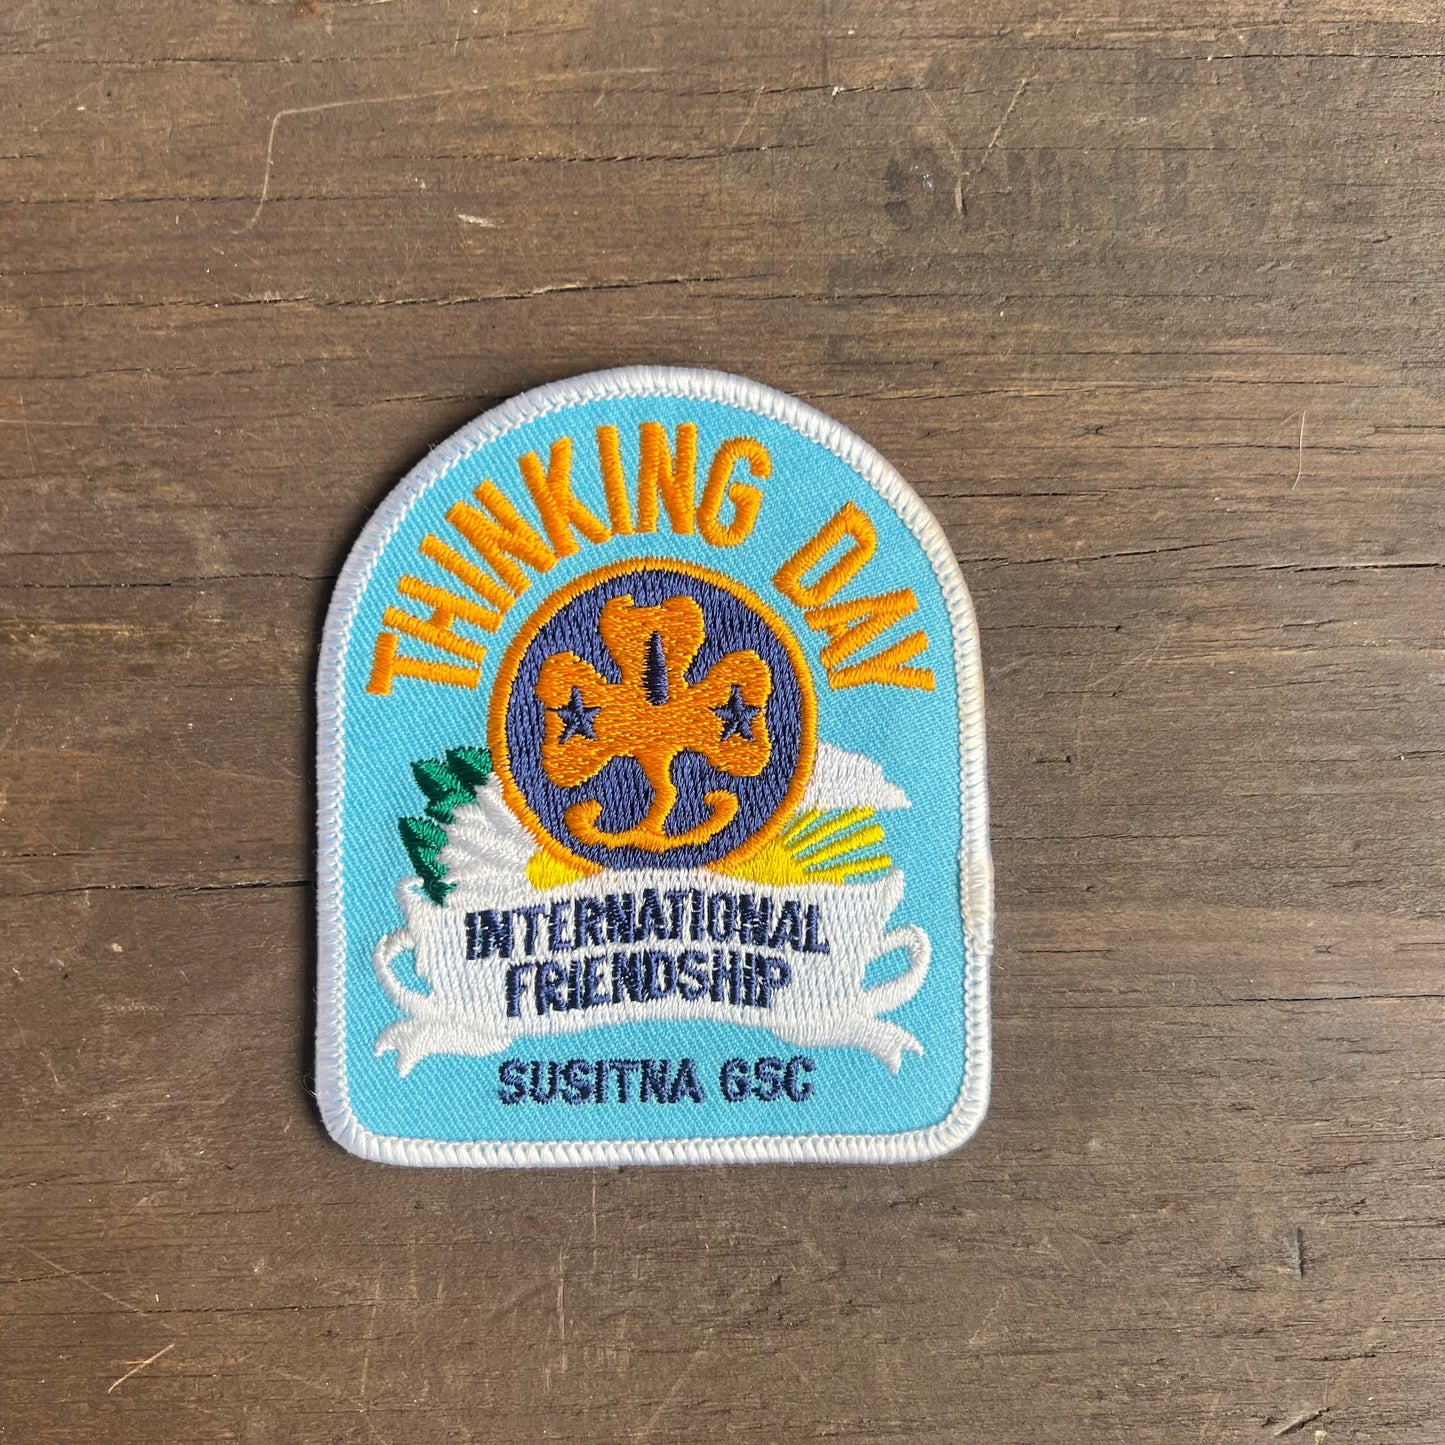 THINKING DAY
INTERNATIONAL
FRIENDSHIP
SUSITNA GSC